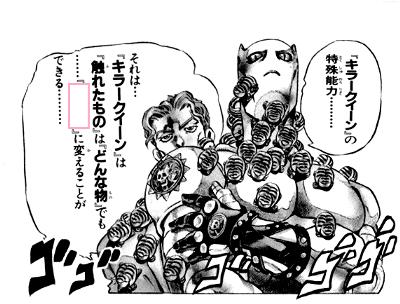 『キラークイーン』の
特殊能力………
それは…
『キラークイーン』は
『触れたもの』は『どんな物』でも
………『
』に変えることが
できる………
ゴゴゴゴ